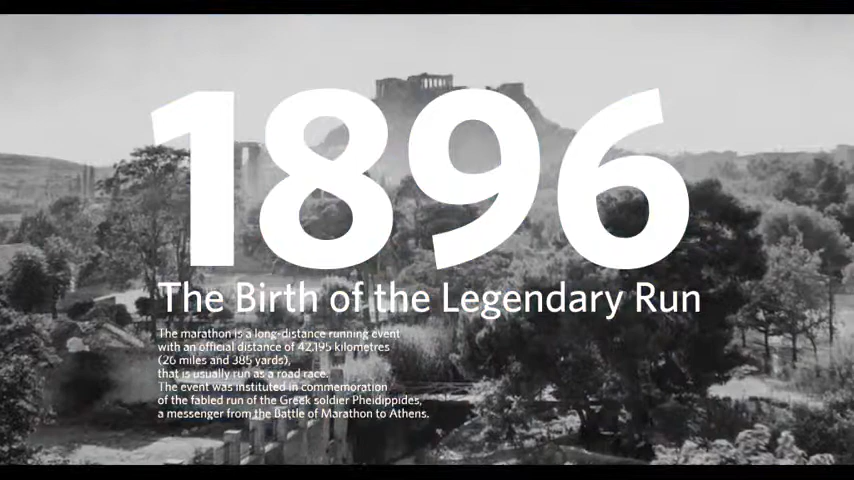 1896
The Birth of the Legendary Run
The marathon is a long-distance running event
with an official distance of 42,195 kilometres
(26 miles and 385 yards),
that is usually run as a road race.
The event was instituted in commemoration
of the fabled run of the Greek soldier Pheidippides,
a messenger from the Battle of Marathon to Athens.